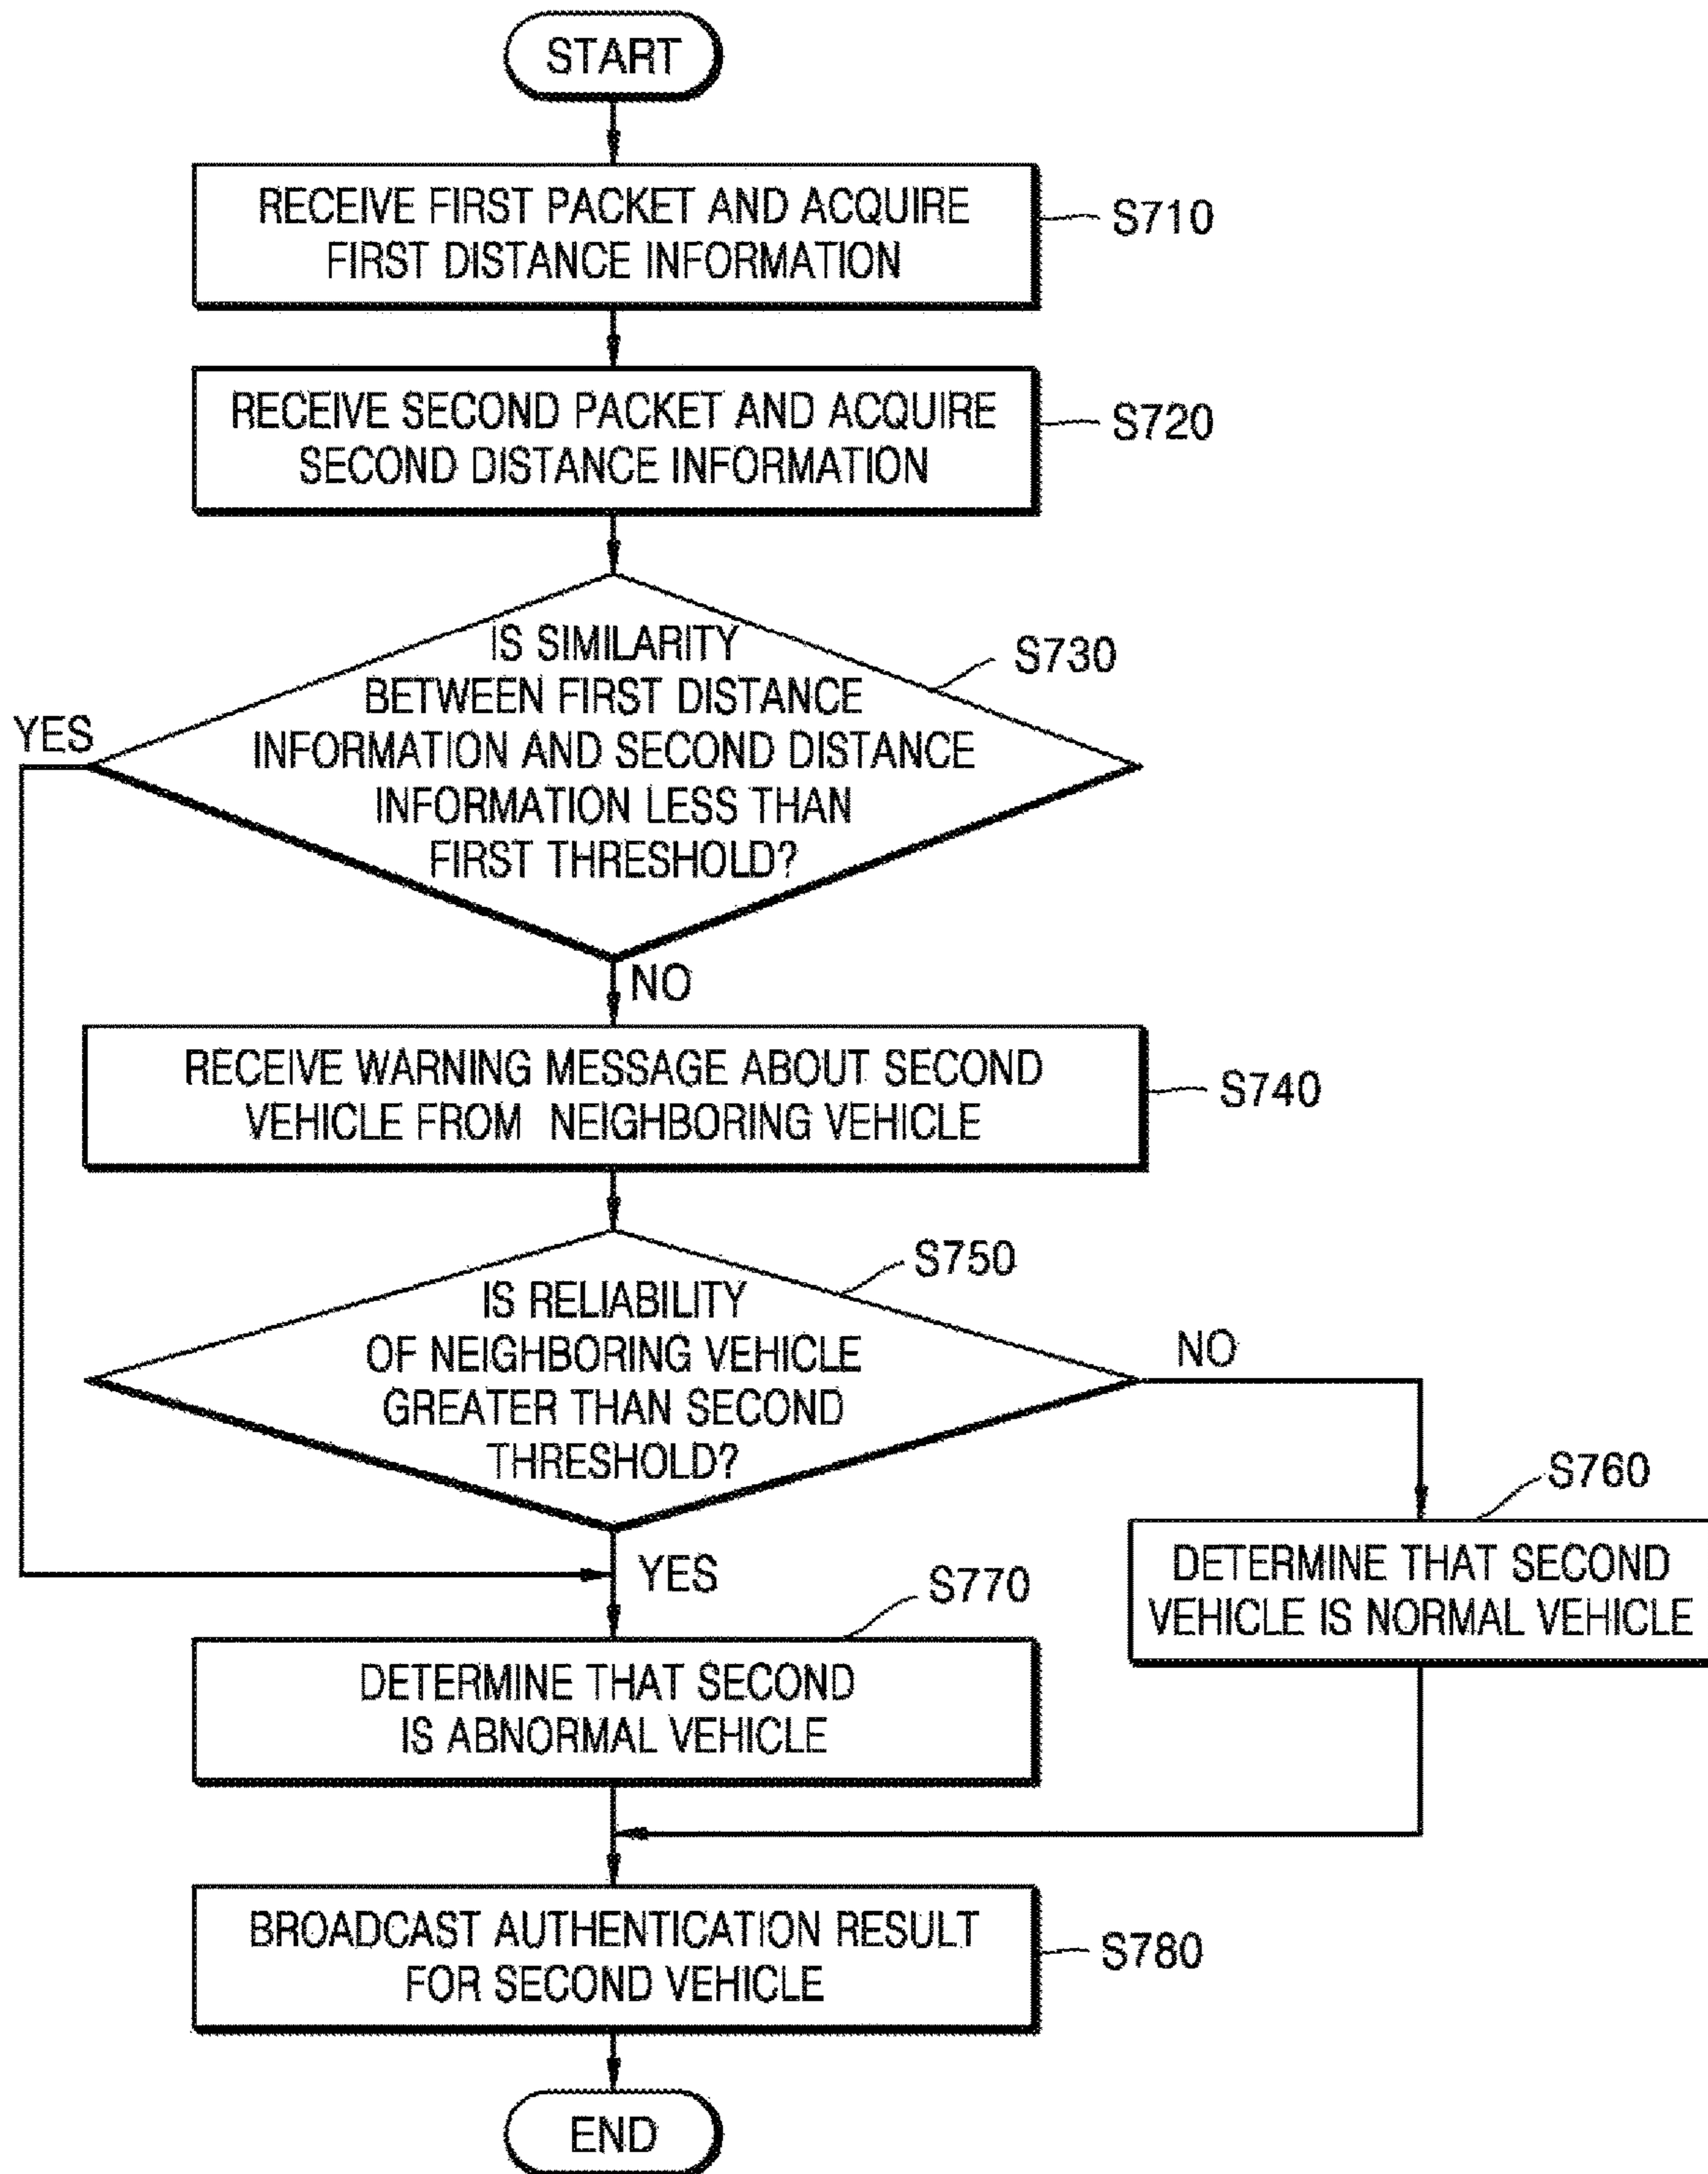 START
RECEIVE FIRST PACKET AND ACQUIRE
FIRST DISTANCE INFORMATION
S710
RECEIVE SECOND PACKET AND ACQUIRE
SECOND DISTANCE INFORMATION
S720
IS SIMILARITY
BETWEEN FIRST DISTANCE
INFORMATION AND SECOND DISTANCE
INFORMATION LESS THAN
FIRST THRESHOLD?
S730
YES
NO
RECEIVE WARNING MESSAGE ABOUT SECOND
VEHICLE FROM NEIGHBORING VEHICLE
S740
IS RELIABILITY
OF NEIGHBORING VEHICLE
GREATER THAN SECOND
THRESHOLD?
S750
NO
S760
DETERMINE THAT SECOND
VEHICLE IS NORMAL VEHICLE
YES
S770
DETERMINE THAT SECOND
IS ABNORMAL VEHICLE
BROADCAST AUTHENTICATION RESULT
FOR SECOND VEHICLE
S780
END